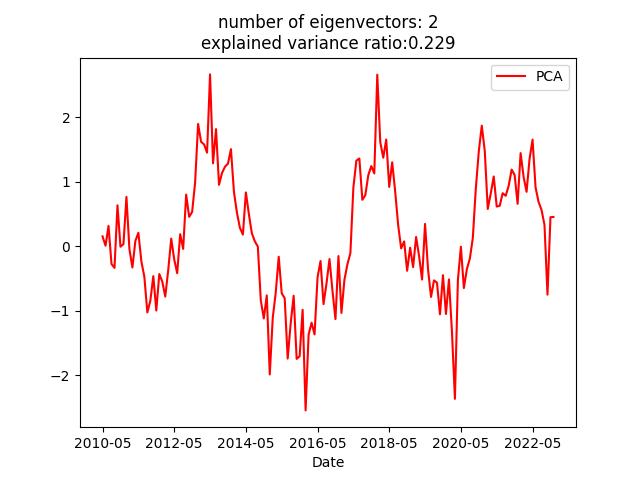 number of eigenvectors: 2
explained variance ratio:0.229
PCA
2
1
0
−1
−2
2010-05 2012-05 2014-05 2016-05 2018-05 2020-05 2022-05
Date